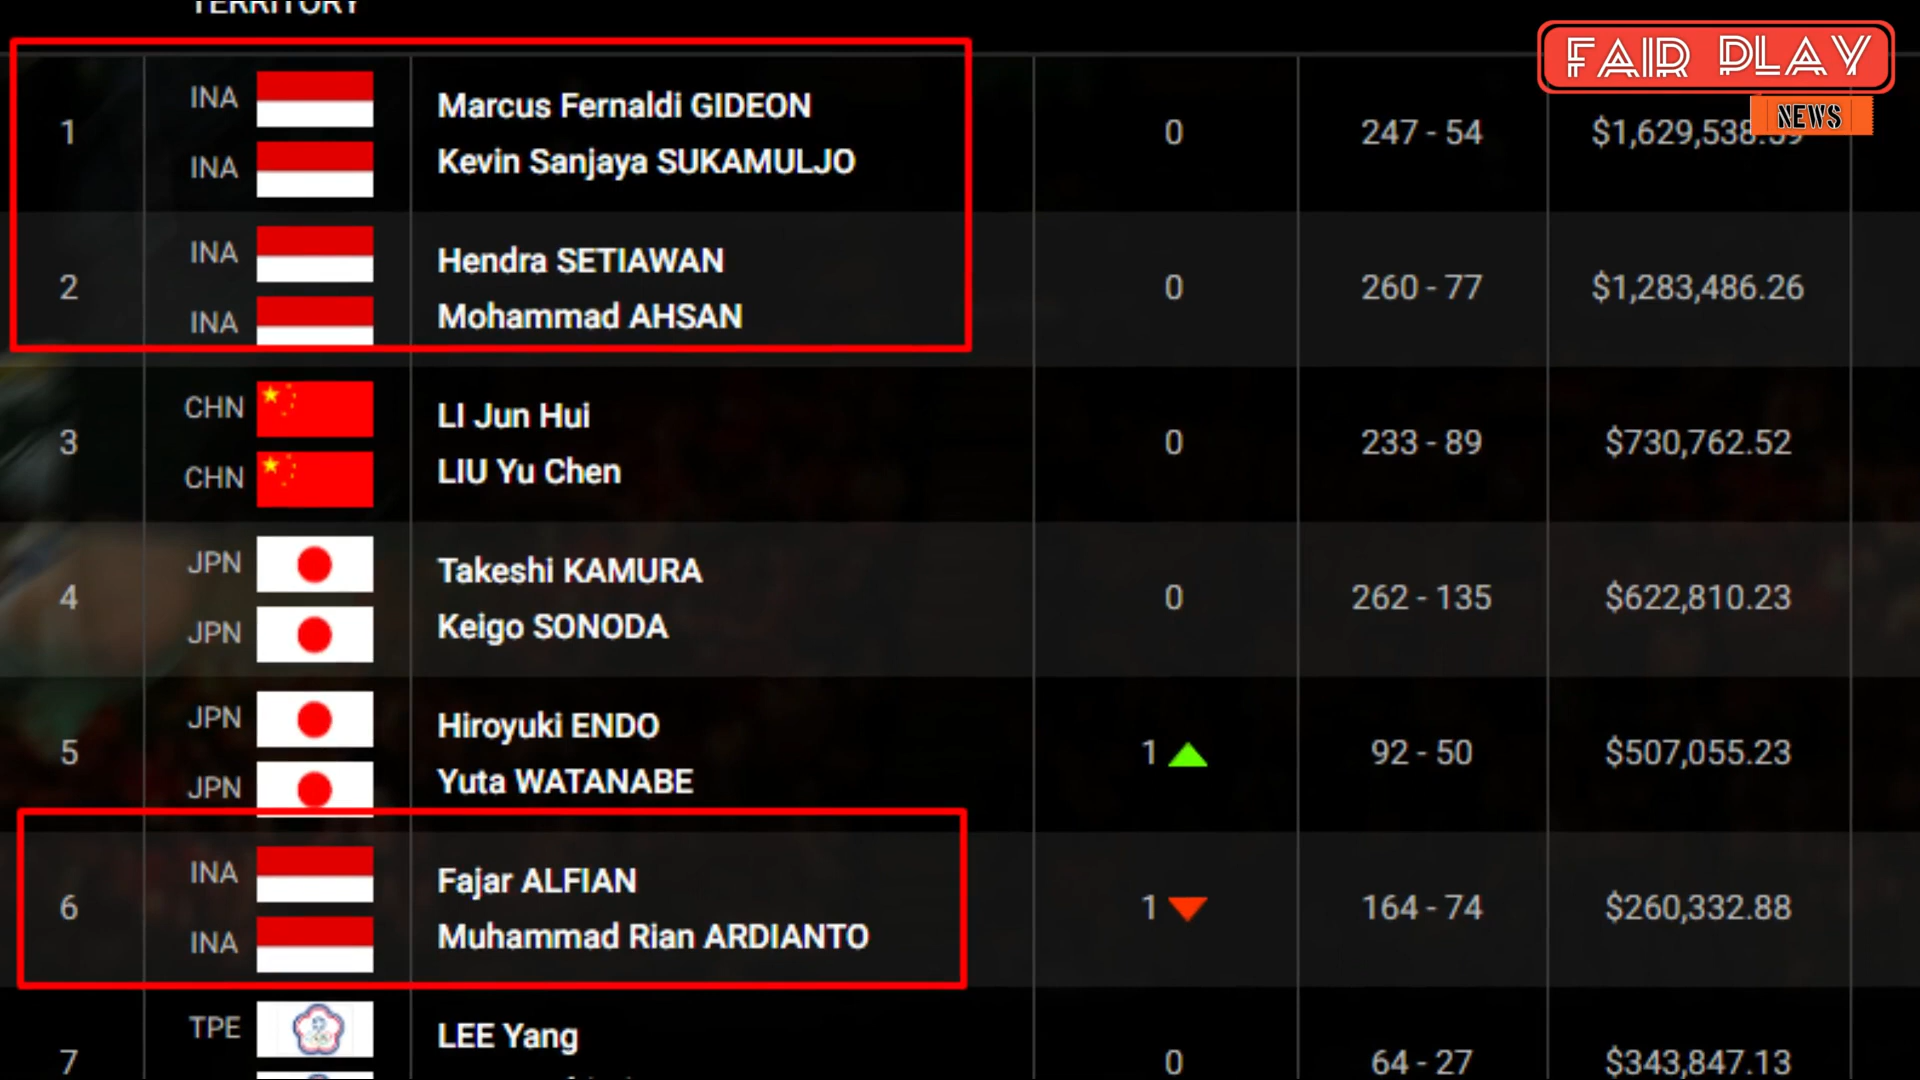 TERRITORY
FAIR PLAY
NEWS
1 INA Marcus Fernaldi GIDEON 0 247 - 54
INA Kevin Sanjaya SUKAMULJO
2 INA Hendra SETIAWAN 0 260 - 77 $1,283,486.26
INA Mohammad AHSAN
3 CHN LI Jun Hui 0 233 - 89 $730,762.52
CHN LIU Yu Chen
4 JPN Takeshi KAMURA 0 262 - 135 $622,810.23
JPN Keigo SONODA
5 JPN Hiroyuki ENDO 1 92 - 50 $507,055.23
JPN Yuta WATANABE
6 INA Fajar ALFIAN 1 164 - 74 $260,332.88
INA Muhammad Rian ARDIANTO
7 TPE LEE Yang 0 64 - 27 $343,847.13